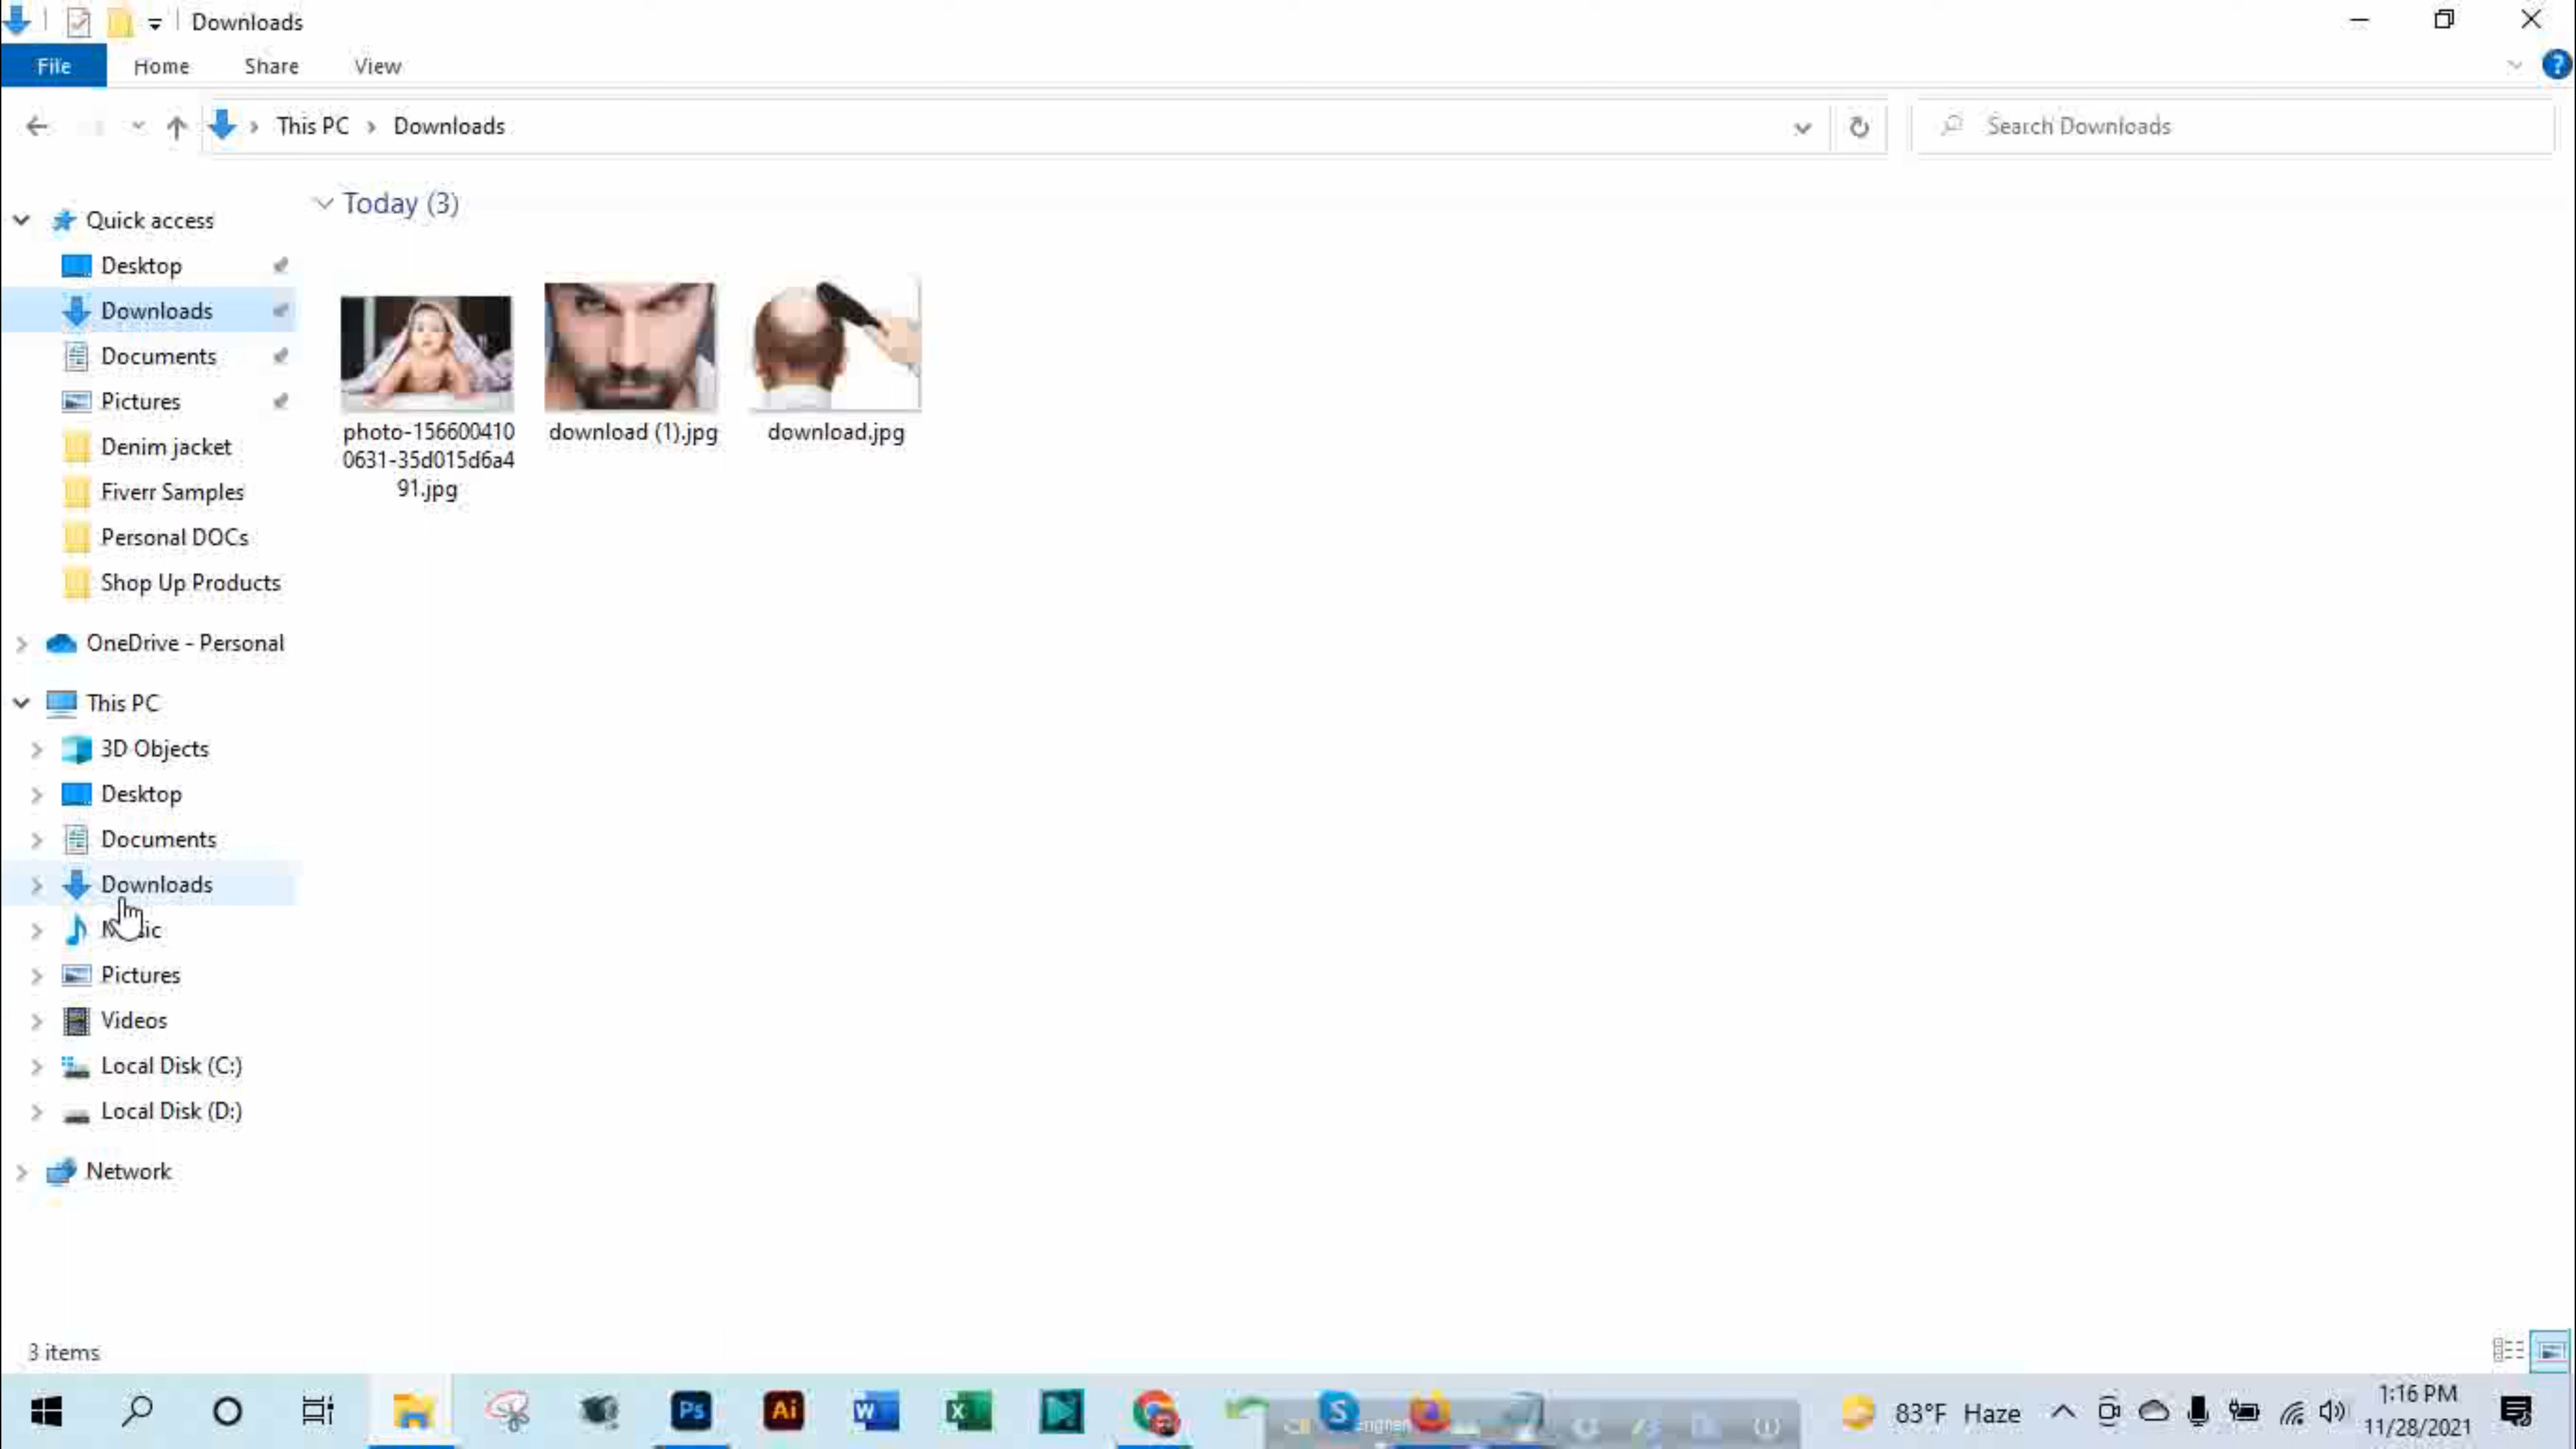 Downloads
File Home Share View
This PC Downloads
Search Downloads
Today (3)
Quick access
Desktop
Downloads
Documents
Pictures
Denim jacket
Fiverr Samples
Personal DOCs
Shop Up Products
OneDrive - Personal
This PC
3D Objects
Desktop
Documents
Downloads
Pictures
Videos
Local Disk (C:)
Local Disk (D:)
Network
photo-156600410
0631-35d015d6a4
91.jpg
download (1).jpg
download.jpg
3 items
Ps
Ai
W
X
S
83°F Haze
1:16 PM
11/28/2021